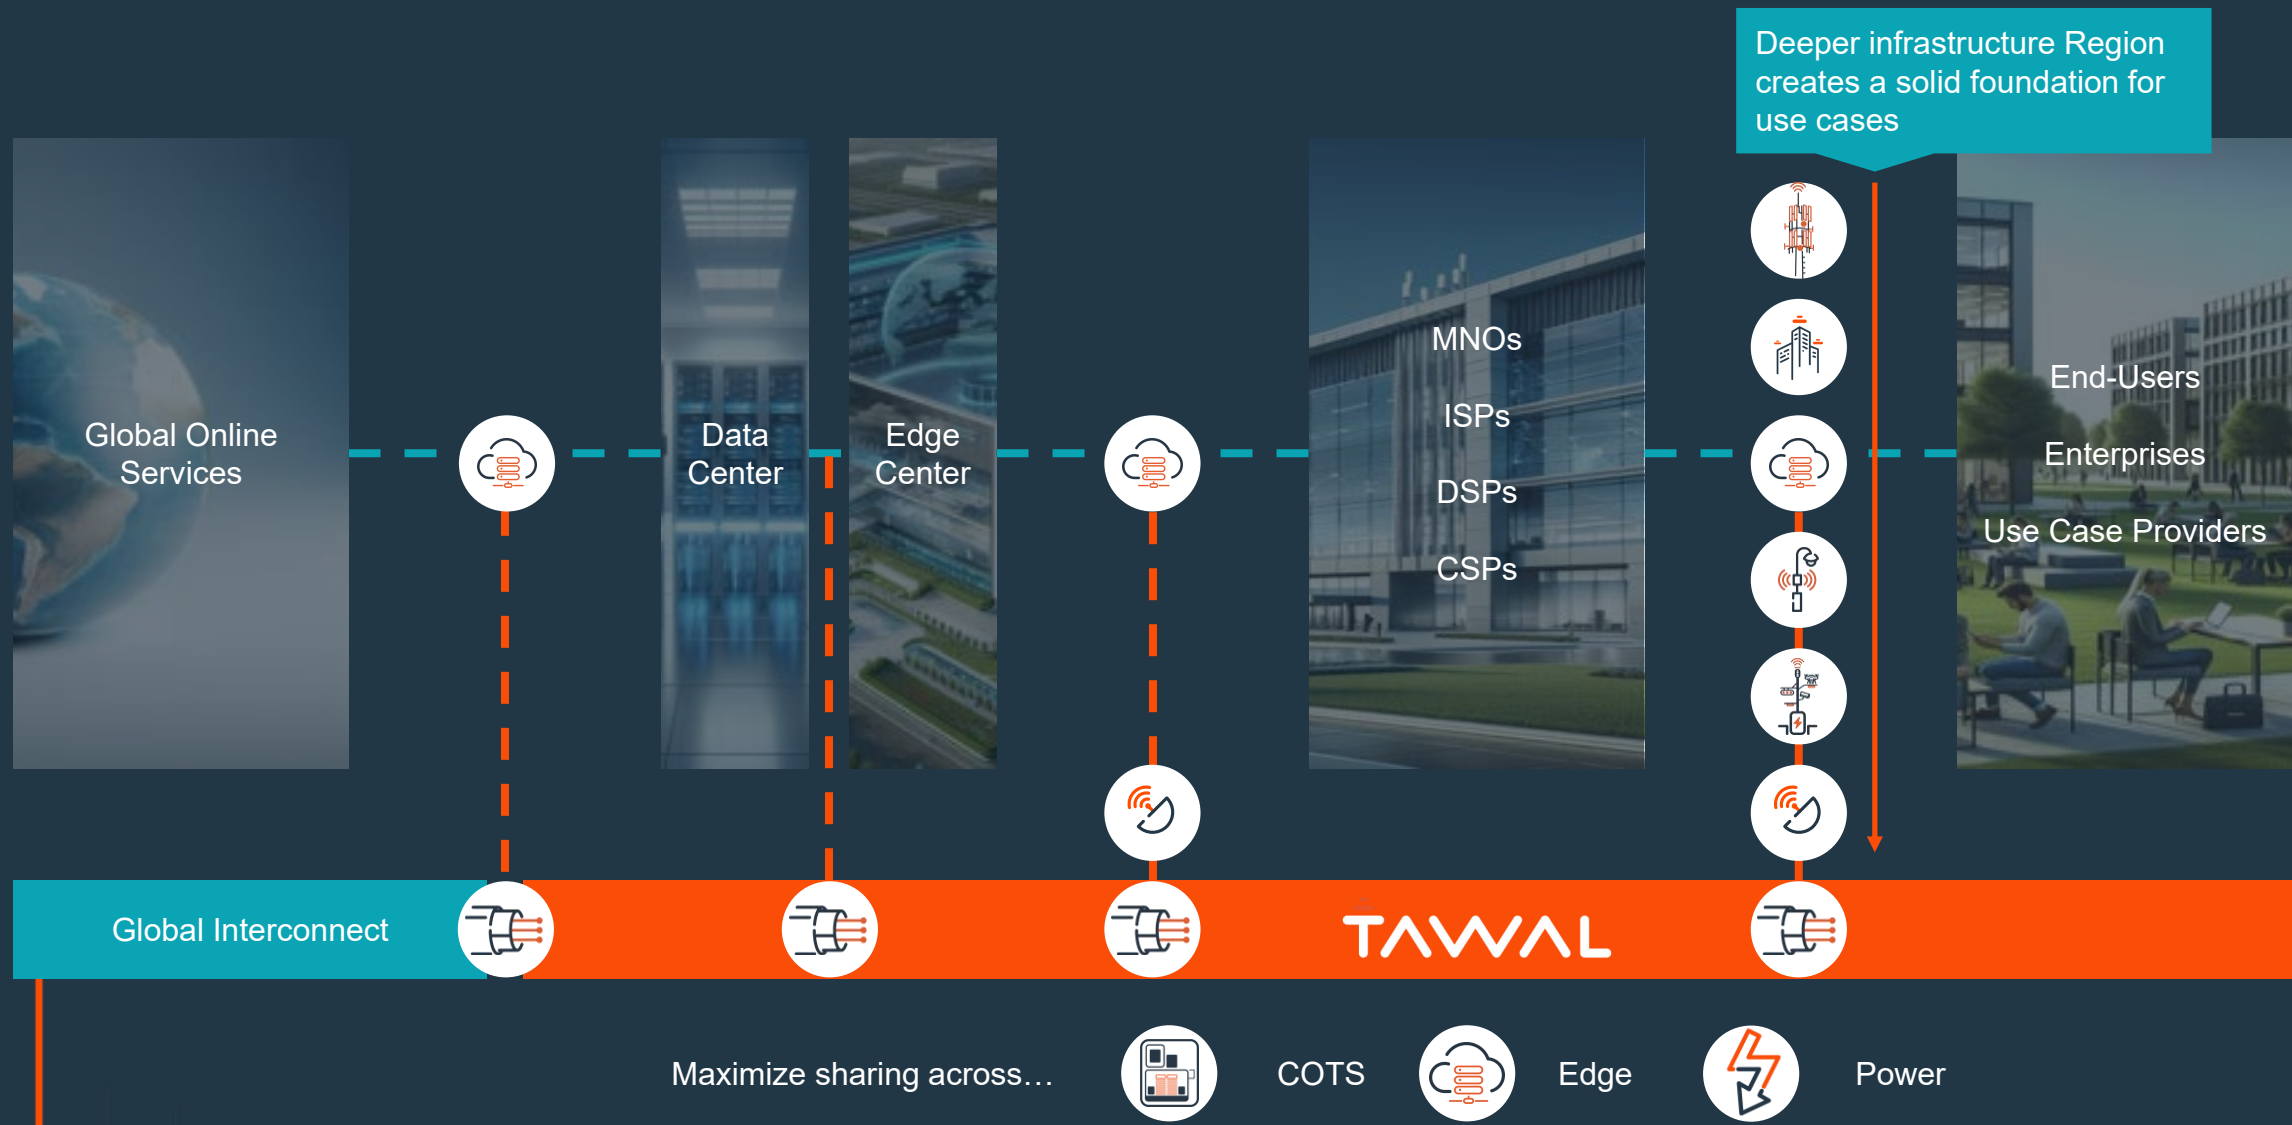 Deeper infrastructure Region
creates a solid foundation for
use cases
Global Online
Services
Data
Center
Edge
Center
MNOs
ISPs
DSPs
CSPs
End-Users
Enterprises
Use Case Providers
Global Interconnect
TAWAL
Maximize sharing across…
COTS
Edge
Power